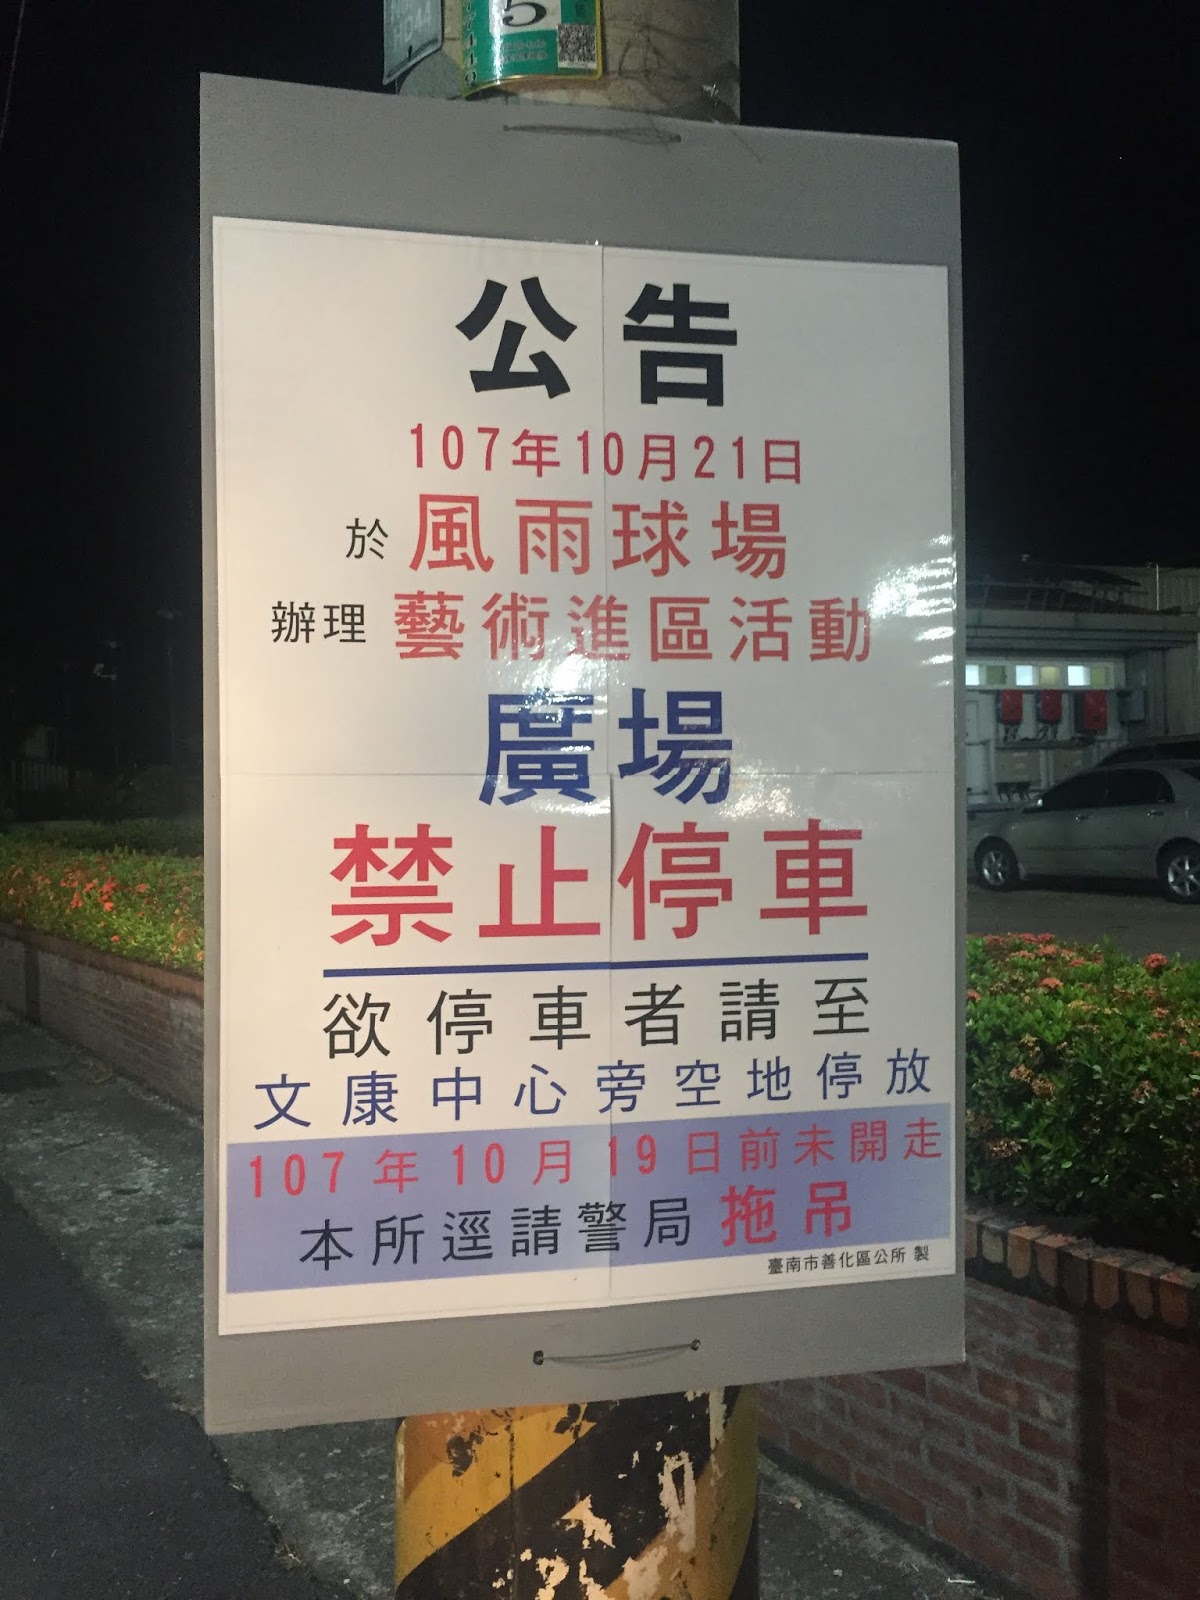 5
公告
107年10月21日
於 風雨球場
辦理 藝術進區活動
廣場
禁止停車
欲停車者請至
文康中心旁空地停放
107年10月19日前未開走
本所逕請警局 拖吊
臺南市善化區公所 製